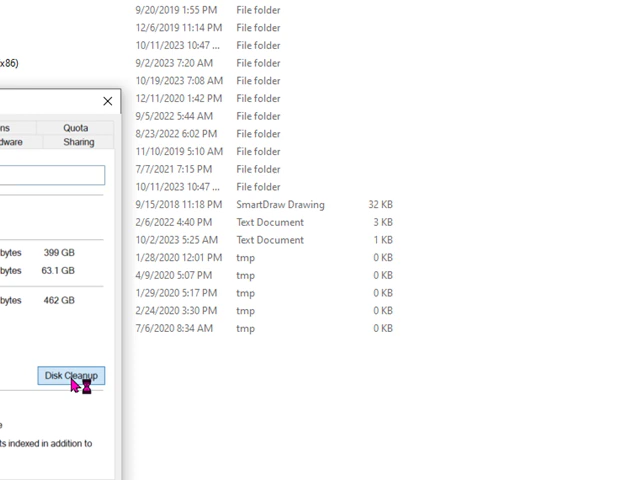 9/20/2019 1:55 PM File folder
12/6/2019 11:14 PM File folder
10/11/2023 10:47 ... File folder
x86) 9/2/2023 7:20 AM File folder
10/19/2023 7:08 AM File folder
12/11/2020 1:42 PM File folder
9/5/2022 5:44 AM File folder
ns Quota 8/23/2022 6:02 PM File folder
dware Sharing 11/10/2019 5:10 AM File folder
7/7/2021 7:15 PM File folder
10/11/2023 10:47 ... File folder
9/15/2018 11:18 PM SmartDraw Drawing 32 KB
2/6/2022 4:40 PM Text Document 3 KB
10/2/2023 5:25 AM Text Document 1 KB
bytes 399 GB 1/28/2020 12:01 PM tmp 0 KB
bytes 63.1 GB 4/9/2020 5:07 PM tmp 0 KB
1/29/2020 5:17 PM tmp 0 KB
bytes 462 GB 2/24/2020 3:30 PM tmp 0 KB
7/6/2020 8:34 AM tmp 0 KB
Disk Cleanup
e
ts indexed in addition to